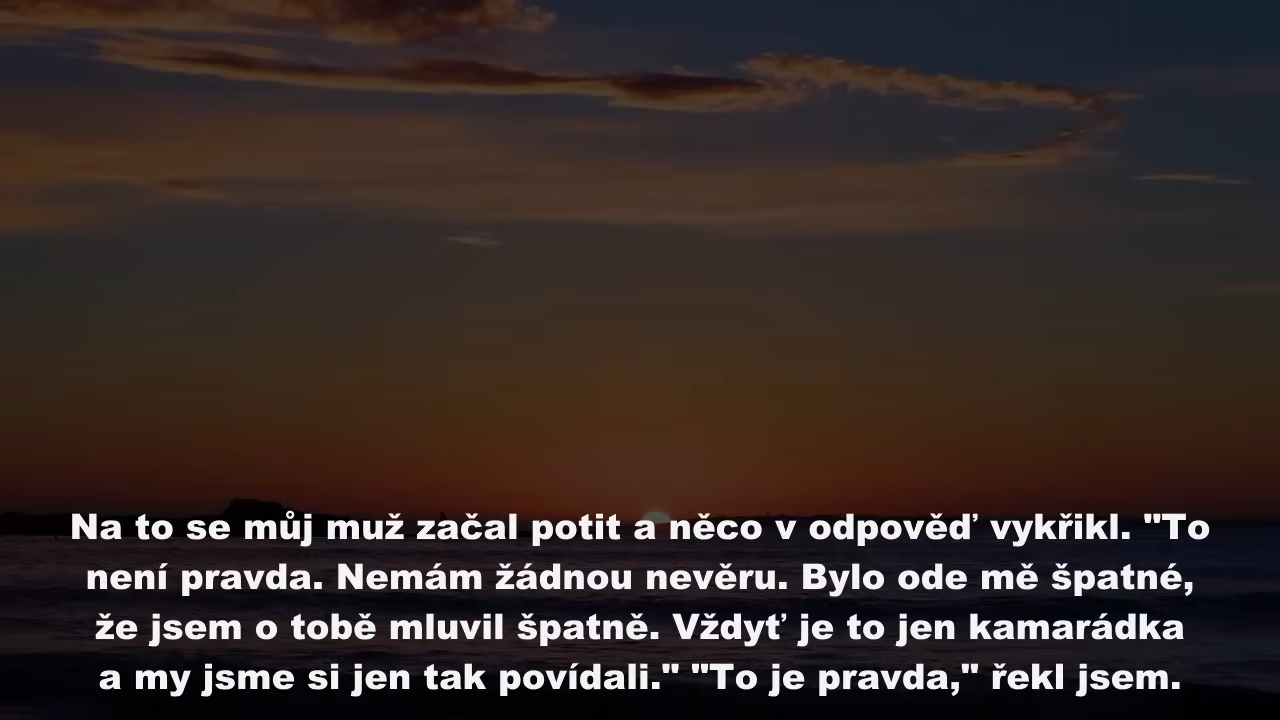 Na to se můj muž začal potit a něco v odpověď vykřikl. "To
není pravda. Nemám žádnou nevěru. Bylo ode mě špatné,
že jsem o tobě mluvil špatně. Vždyť je to jen kamarádka
a my jsme si jen tak povídali." "To je pravda," řekl jsem.